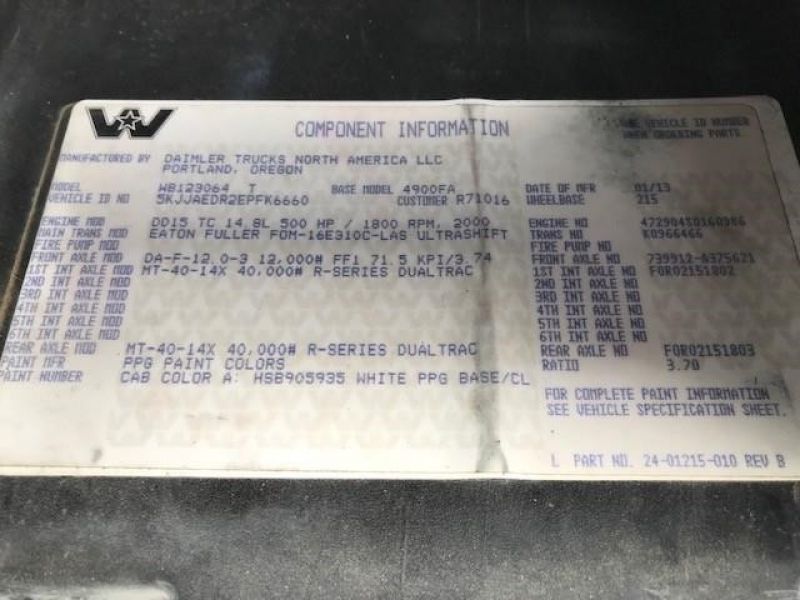 COMPONENT INFORMATION
USE VEHICLE ID NUMBER
WHEN ORDERING PARTS
MANUFACTURED BY DAIMLER TRUCKS NORTH AMERICA LLC
PORTLAND, OREGON
MODEL WB123064 T BASE MODEL 4900FA DATE OF MFR 01/13
VEHICLE ID NO 5KJJAEDR2EPFK6660 CUSTOMER R71016 WHEELBASE 215
ENGINE MOD DD15 TC 14.8L 500 HP / 1800 RPM, 2000 ENGINE NO 472904S0160986
MAIN TRANS MOD EATON FULLER FOM-16E310C-LAS ULTRASHIFT TRANS NO K0966466
FIRE PUMP MOD FIRE PUMP NO
FRONT AXLE MOD DA-F-12.0-3 12,000# FF1 71.5 KPI/3.74 FRONT AXLE NO 739912-A375621
1ST INT AXLE MOD MT-40-14X 40,000# R-SERIES DUALTRAC 1ST INT AXLE NO F0R02151802
2ND INT AXLE MOD 2ND INT AXLE NO
3RD INT AXLE MOD 3RD INT AXLE NO
4TH INT AXLE MOD 4TH INT AXLE NO
5TH INT AXLE MOD 5TH INT AXLE NO
6TH INT AXLE MOD 6TH INT AXLE NO
REAR AXLE MOD MT-40-14X 40,000# R-SERIES DUALTRAC REAR AXLE NO F0R02151803
PAINT MFR PPG PAINT COLORS RATIO 3.70
PAINT NUMBER CAB COLOR A: HSB905935 WHITE PPG BASE/CL
FOR COMPLETE PAINT INFORMATION
SEE VEHICLE SPECIFICATION SHEET.
L PART NO. 24-01215-010 REV B